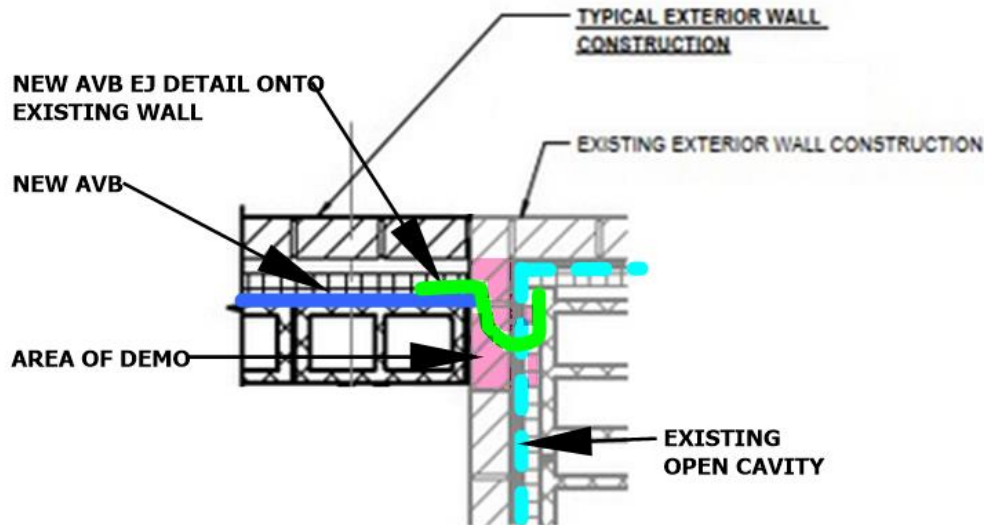 TYPICAL EXTERIOR WALL
CONSTRUCTION
NEW AVB EJ DETAIL ONTO
EXISTING WALL
EXISTING EXTERIOR WALL CONSTRUCTION
NEW AVB
AREA OF DEMO
EXISTING
OPEN CAVITY